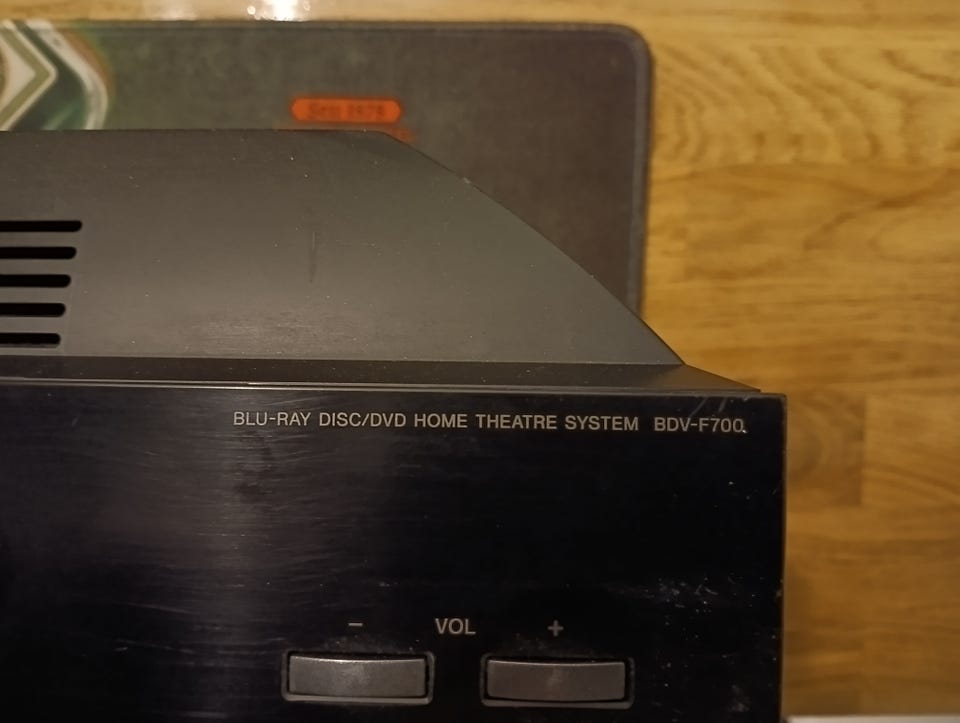 BLU-RAY DISC/DVD HOME THEATRE SYSTEM BDV-F700
− VOL +